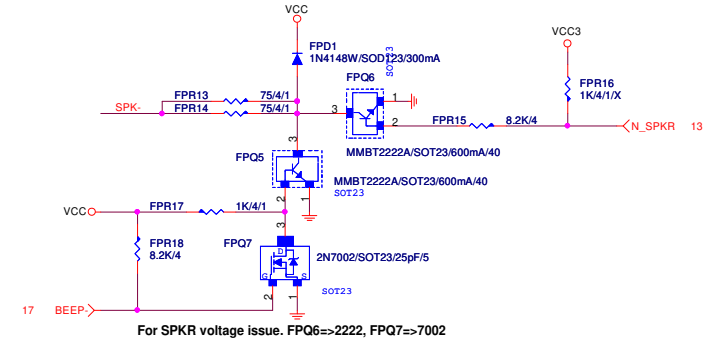 VCC
FPD1
1N4148W/SOD123/300mA
SOT23
VCC3
FPQ6
FPR16
1K/4/1/X
FPR13
75/4/1
SPK-
FPR14
75/4/1
3
1
2
FPR15
8.2K/4
N_SPKR 13
MMBT2222A/SOT23/600mA/40
3
FPQ5
MMBT2222A/SOT23/600mA/40
SOT23
2
1
VCC
FPR17
1K/4/1
3
FPR18
8.2K/4
FPQ7
D
2N7002/SOT23/25pF/5
G
S
2
1
SOT23
17 BEEP-
For SPKR voltage issue. FPQ6=>2222, FPQ7=>7002